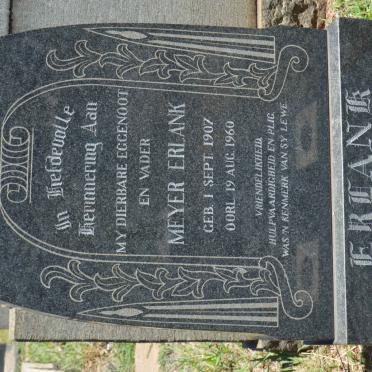 In Liefdevolle
Herinnering Aan
MY DIERBARE EGGENOOT
EN VADER
MEYER ERLANK
GEB. 1 SEPT. 1907
OORL. 19 AUG. 1960
VRIENDELIKHEID,
HULPVAARDIGHEID EN PLIG
WAS 'N KENMERK VAN SY LEWE
ERLANK